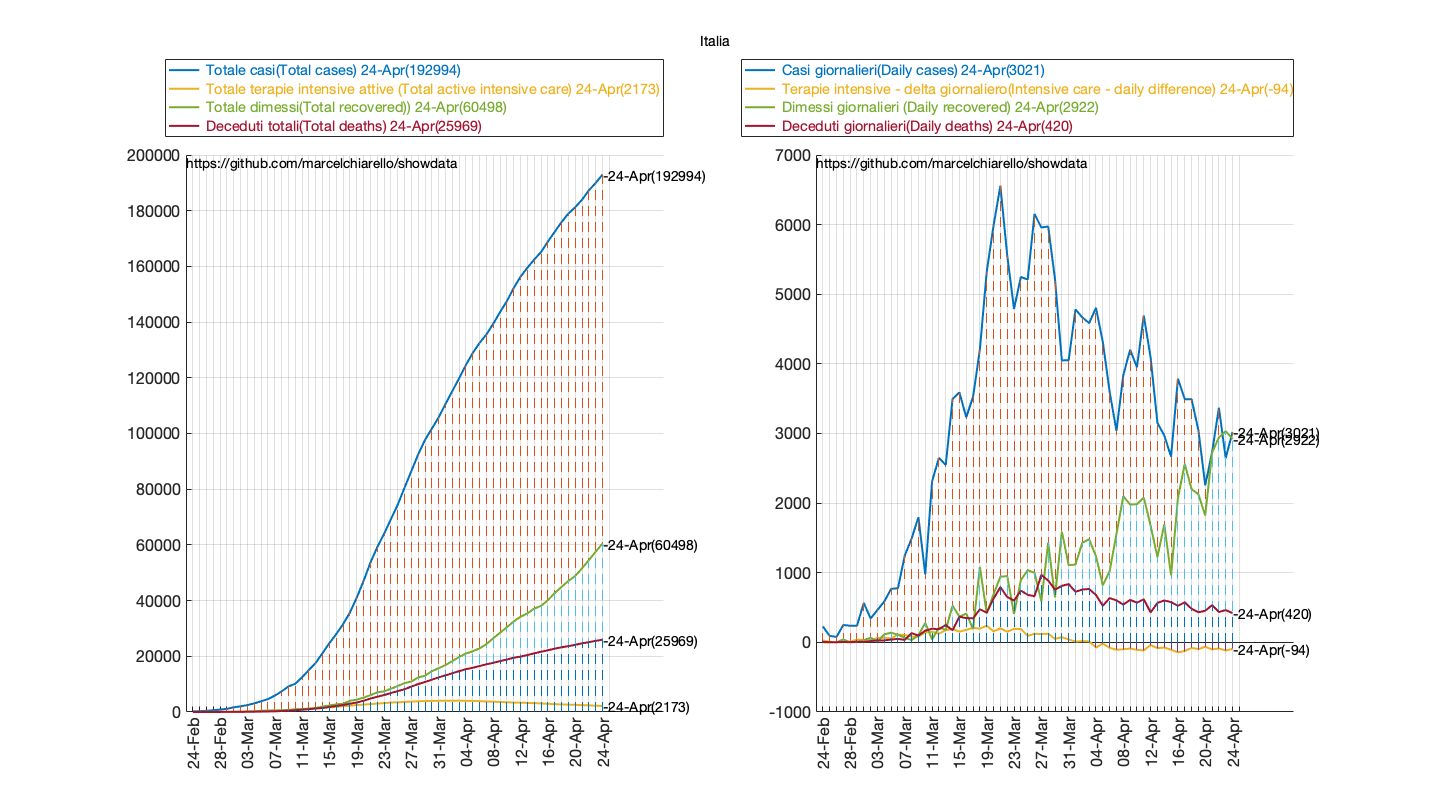 Italia
Totale casi(Total cases) 24-Apr(192994)
Totale terapie intensive attive (Total active intensive care) 24-Apr(2173)
Totale dimessi(Total recovered)) 24-Apr(60498)
Deceduti totali(Total deaths) 24-Apr(25969)
Casi giornalieri(Daily cases) 24-Apr(3021)
Terapie intensive - delta giornaliero(Intensive care - daily difference) 24-Apr(-94)
Dimessi giornalieri (Daily recovered) 24-Apr(2922)
Deceduti giornalieri(Daily deaths) 24-Apr(420)
https://github.com/marcelchiarello/showdata
200000
180000
160000
140000
120000
100000
80000
60000
40000
20000
0
-24-Apr(192994)
-24-Apr(60498)
-24-Apr(25969)
-24-Apr(2173)
24-Feb
28-Feb
03-Mar
07-Mar
11-Mar
15-Mar
19-Mar
23-Mar
27-Mar
31-Mar
04-Apr
08-Apr
12-Apr
16-Apr
20-Apr
24-Apr
https://github.com/marcelchiarello/showdata
7000
6000
5000
4000
3000
2000
1000
0
-1000
-24-Apr(3021)
-24-Apr(2922)
-24-Apr(420)
-24-Apr(-94)
24-Feb
28-Feb
03-Mar
07-Mar
11-Mar
15-Mar
19-Mar
23-Mar
27-Mar
31-Mar
04-Apr
08-Apr
12-Apr
16-Apr
20-Apr
24-Apr